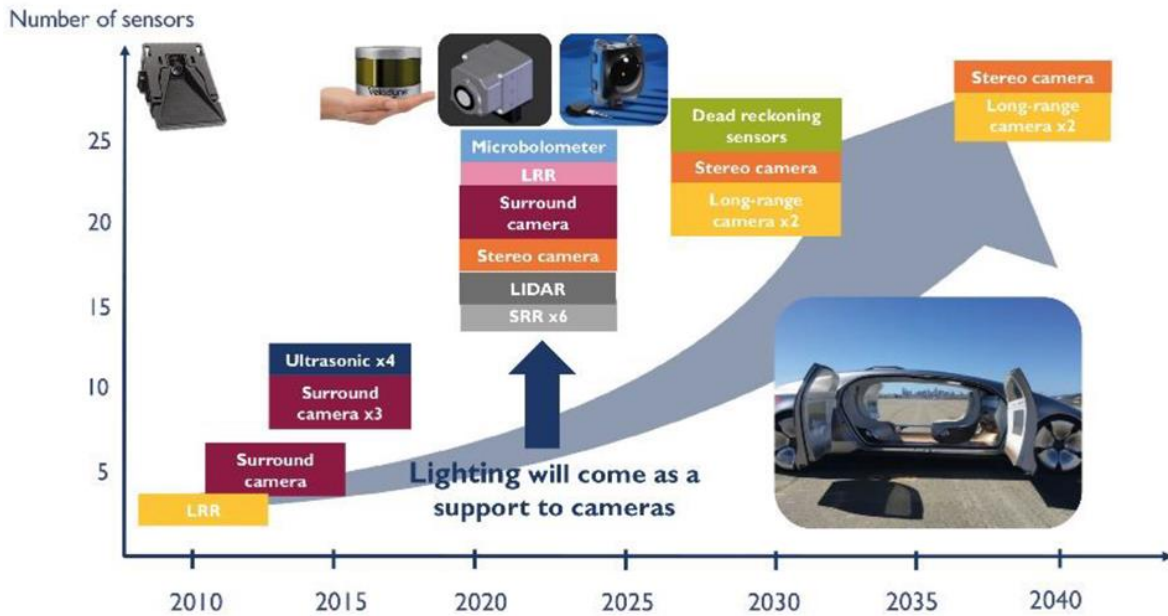 Number of sensors
25
20
15
10
5
Velodyne
Microbolometer
LRR
Surround
camera
Stereo camera
LIDAR
SRR x6
Dead reckoning
sensors
Stereo camera
Long-range
camera x2
Stereo camera
Long-range
camera x2
Ultrasonic x4
Surround
camera x3
Surround
camera
LRR
Lighting will come as a
support to cameras
2010
2015
2020
2025
2030
2035
2040